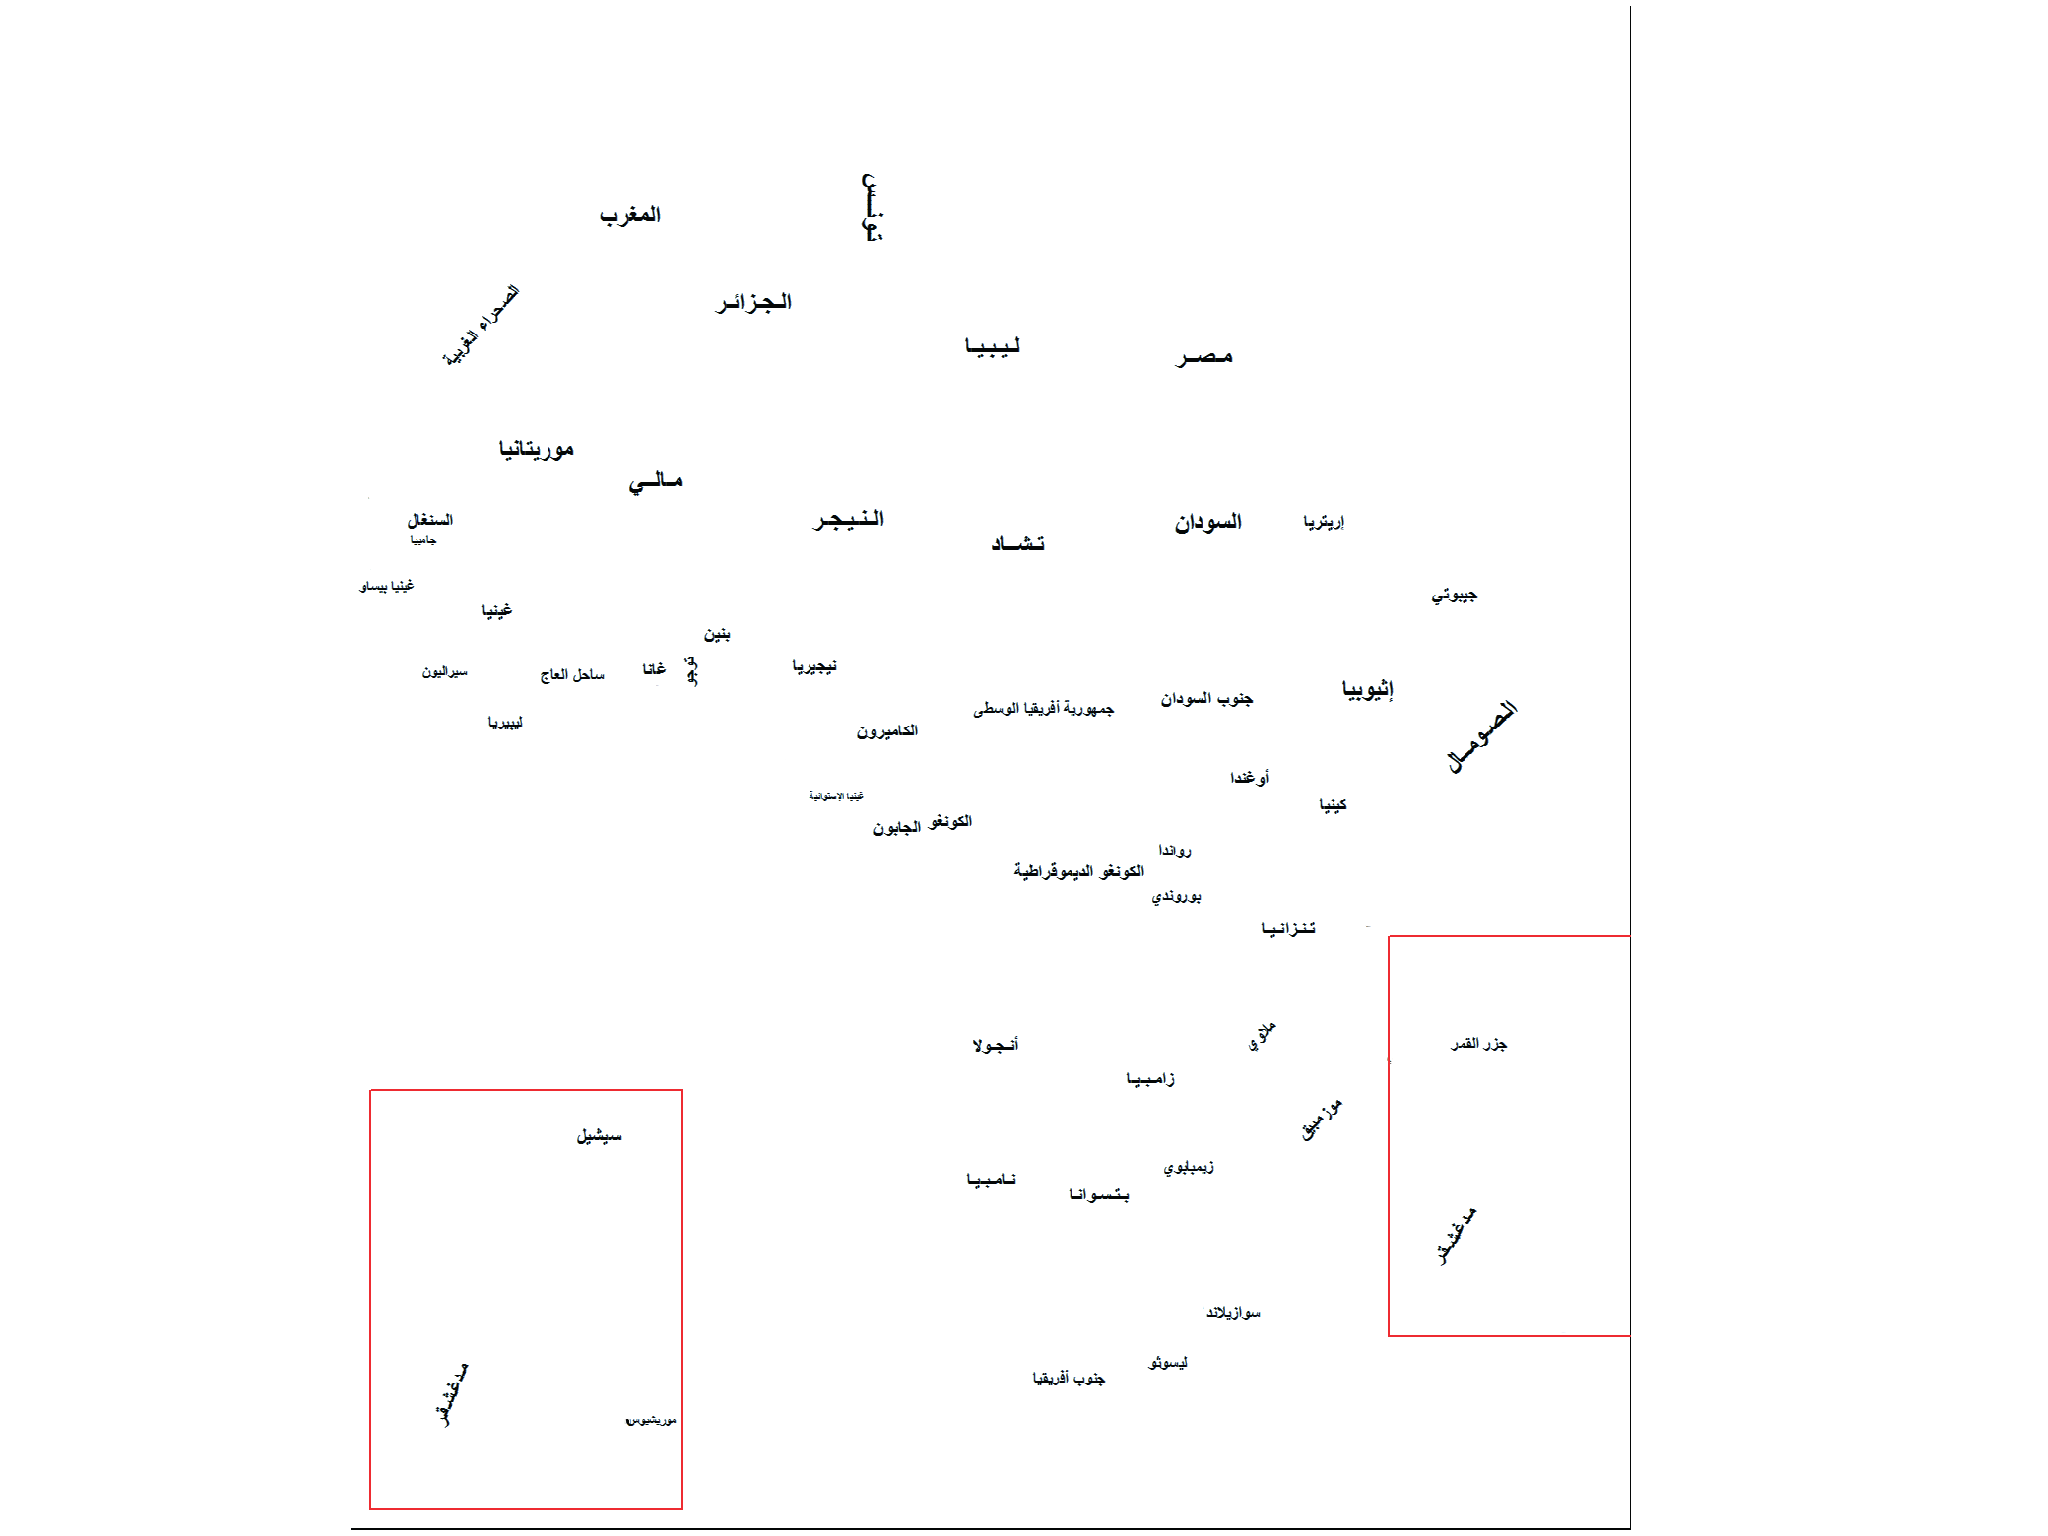 تونس
المغرب
الجزائر
الصحراء الغربية
ليبيا
مصر
موريتانيا
مالي
السنغال
جامبيا
النيجر
تشاد
السودان
إريتريا
غينيا بيساو
غينيا
جيبوتي
بنين
توجو
غانا
ساحل العاج
سيراليون
نيجيريا
ليبيريا
الكاميرون
جمهورية أفريقيا الوسطى
جنوب السودان
إثيوبيا
الصومال
أوغندا
كينيا
غينيا الإستوائية
الجابون
الكونغو
رواندا
الكونغو الديموقراطية
بوروندي
تنزانيا
أنجولا
زامبيا
ملاوي
جزر القمر
موزمبيق
سيشيل
نامبيا
بتسوانا
زيمبابوي
مدغشقر
سوازيلاند
ليسوثو
جنوب أفريقيا
مدغشقر
موريشيوس